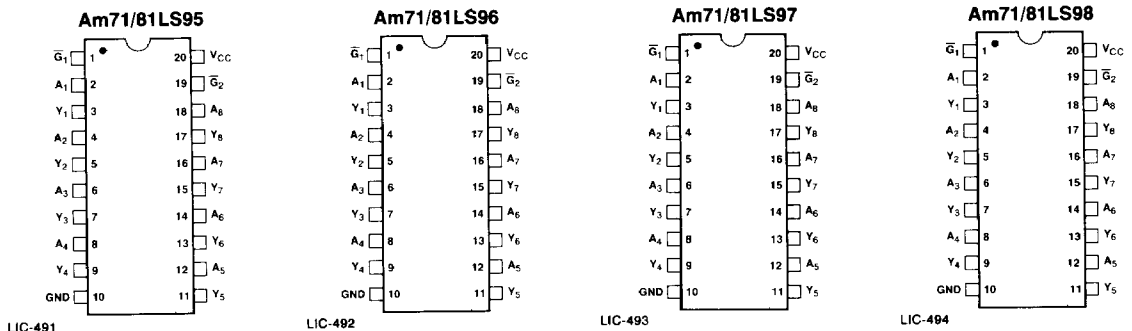 Am71/81LS95
G̅₁ 1 20 VCC
A₁ 2 19 G̅₂
Y₁ 3 18 A₈
A₂ 4 17 Y₈
Y₂ 5 16 A₇
A₃ 6 15 Y₇
Y₃ 7 14 A₆
A₄ 8 13 Y₆
Y₄ 9 12 A₅
GND 10 11 Y₅
LIC-491
Am71/81LS96
G̅₁ 1 20 VCC
A₁ 2 19 G̅₂
Y₁ 3 18 A₈
A₂ 4 17 Y₈
Y₂ 5 16 A₇
A₃ 6 15 Y₇
Y₃ 7 14 A₆
A₄ 8 13 Y₆
Y₄ 9 12 A₅
GND 10 11 Y₅
LIC-492
Am71/81LS97
G̅₁ 1 20 VCC
A₁ 2 19 G̅₂
Y₁ 3 18 A₈
A₂ 4 17 Y₈
Y₂ 5 16 A₇
A₃ 6 15 Y₇
Y₃ 7 14 A₆
A₄ 8 13 Y₆
Y₄ 9 12 A₅
GND 10 11 Y₅
LIC-493
Am71/81LS98
G̅₁ 1 20 VCC
A₁ 2 19 G̅₂
Y₁ 3 18 A₈
A₂ 4 17 Y₈
Y₂ 5 16 A₇
A₃ 6 15 Y₇
Y₃ 7 14 A₆
A₄ 8 13 Y₆
Y₄ 9 12 A₅
GND 10 11 Y₅
LIC-494